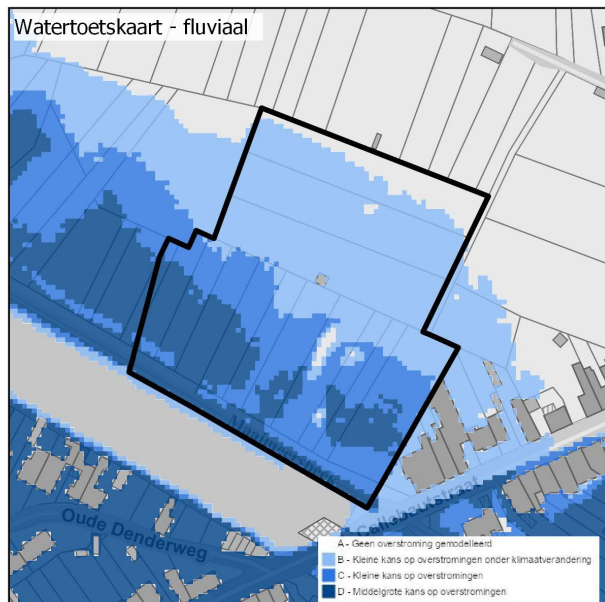 Watertoetskaart - fluviaal
Oude Denderweg
A - Geen overstroming gemodelleerd
B - Kleine kans op overstromingen onder klimaatverandering
C - Kleine kans op overstromingen
D - Middelgrote kans op overstromingen